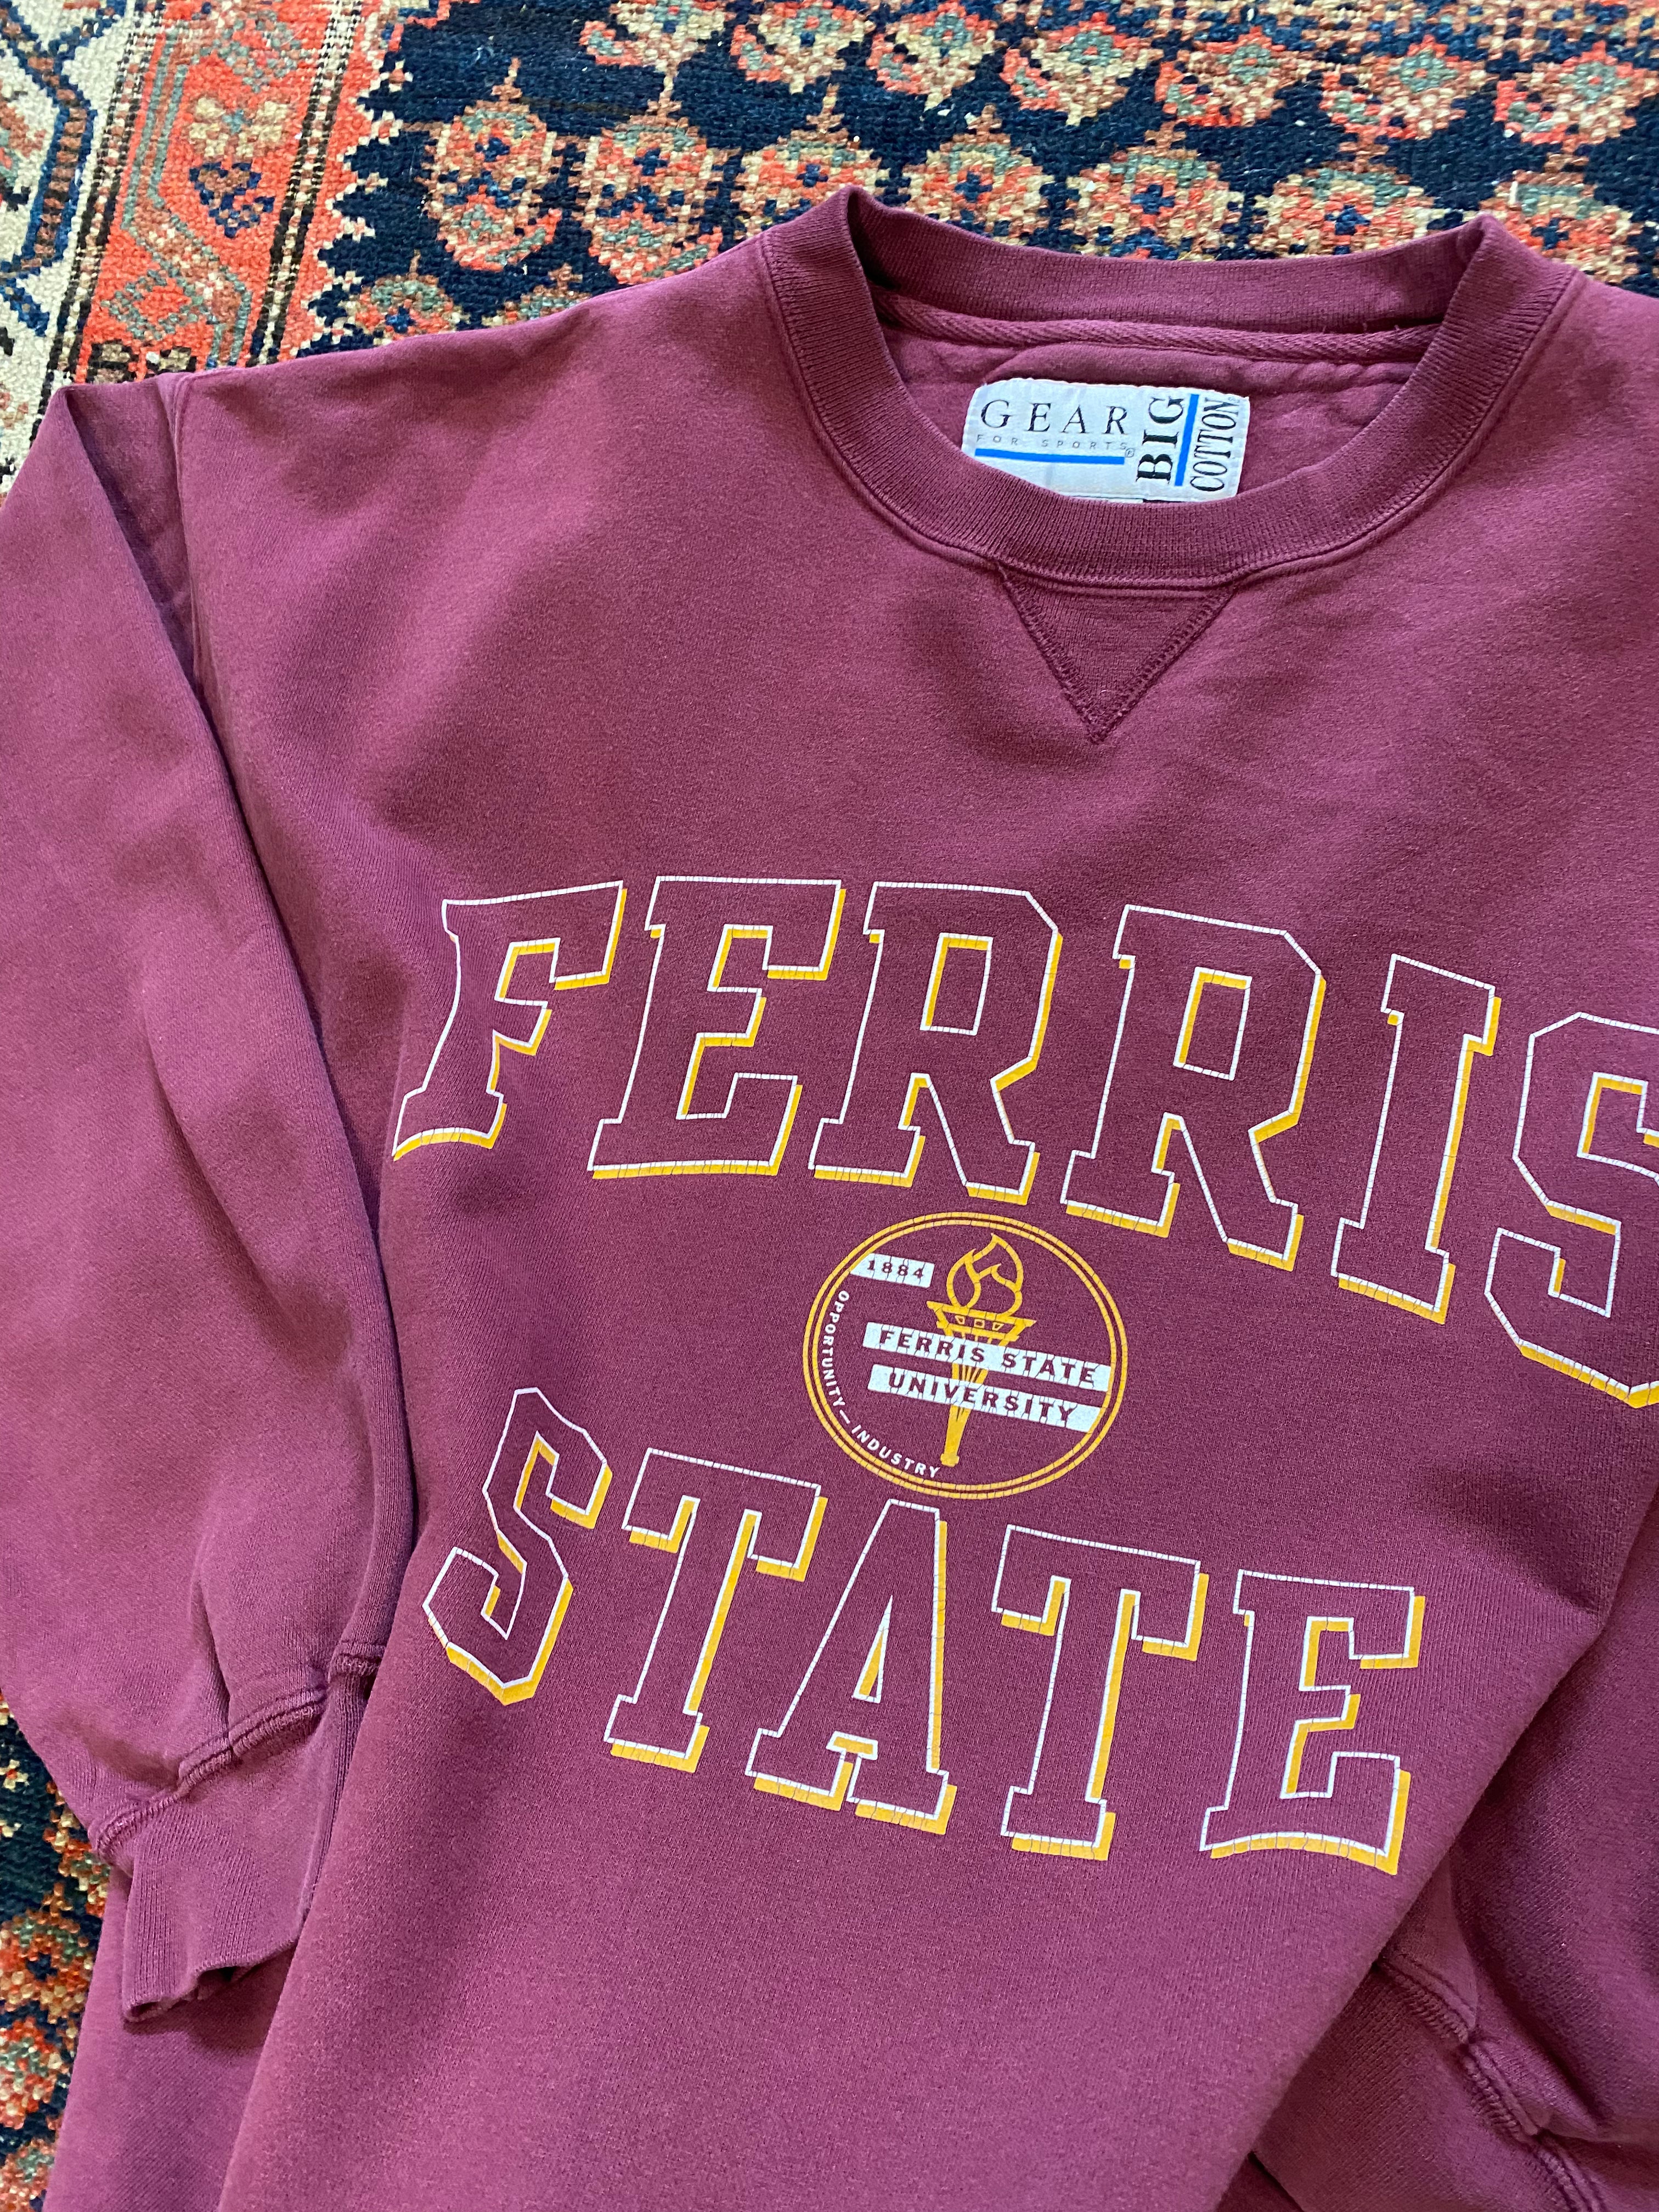 GEAR
FOR SPORTS®
BIG
COTTON
FERRIS
1884
FERRIS STATE
UNIVERSITY
OPPORTUNITY—INDUSTRY
STATE